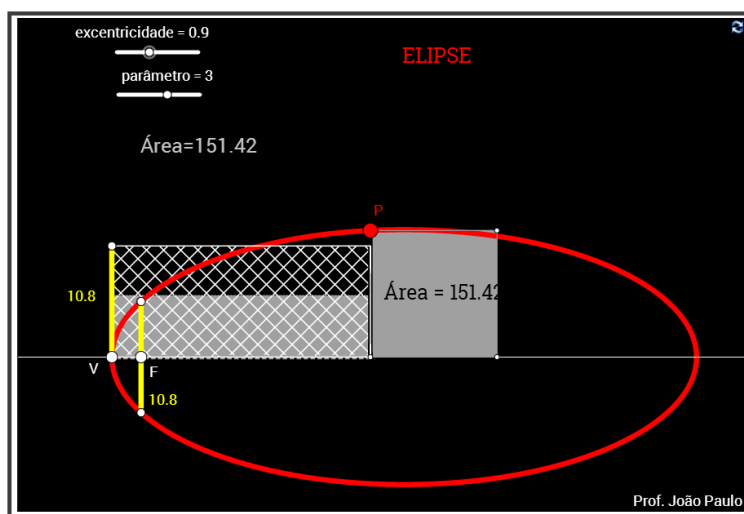 excentricidade = 0.9
ELIPSE
parâmetro = 3
Área=151.42
P
10.8
Área = 151.42
V
F
10.8
Prof. João Paulo